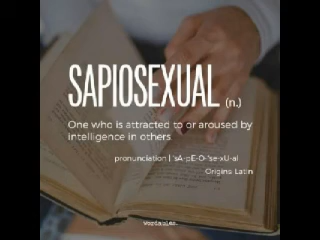 SAPIOSEXUAL (n.)
One who is attracted to or aroused by
intelligence in others
pronunciation | 'sA-pE-O-'se-xU-al
Origins Latin